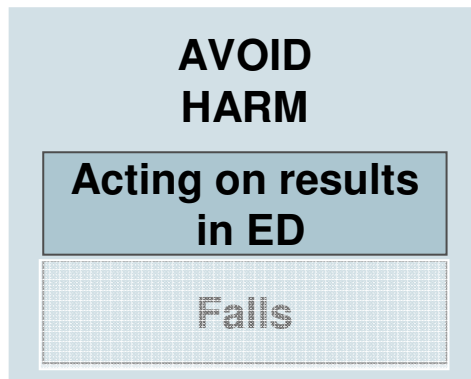 AVOID
HARM
Acting on results
in ED
Falls